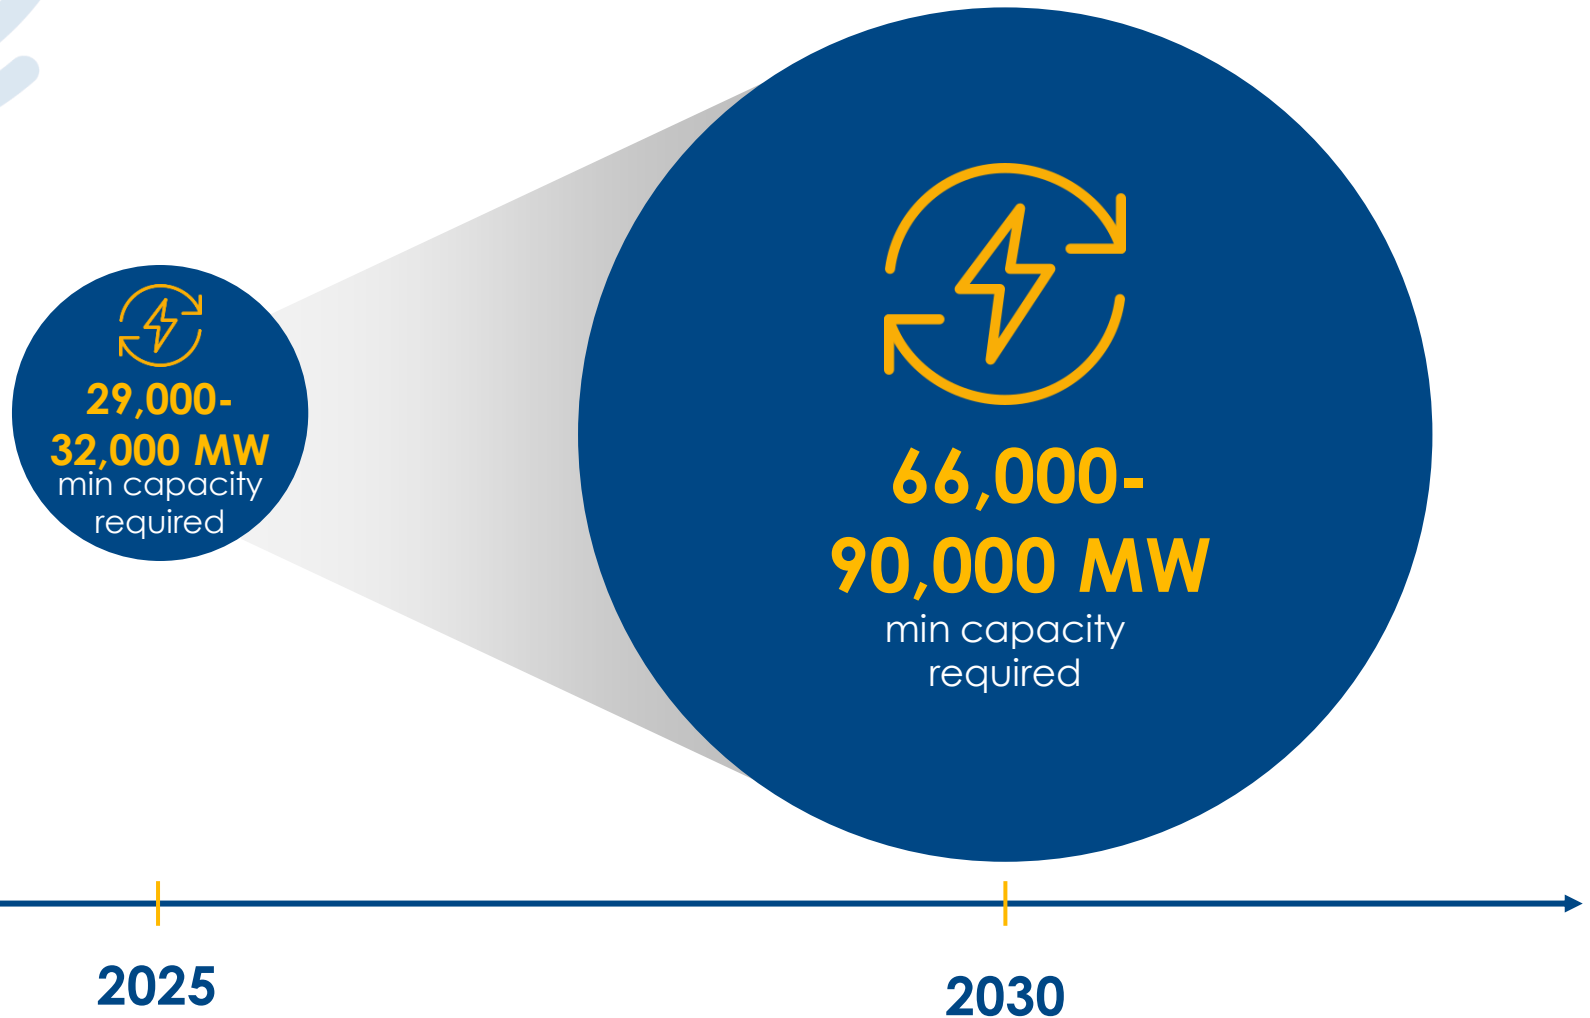 29,000-
32,000 MW
min capacity
required
66,000-
90,000 MW
min capacity
required
2025
2030